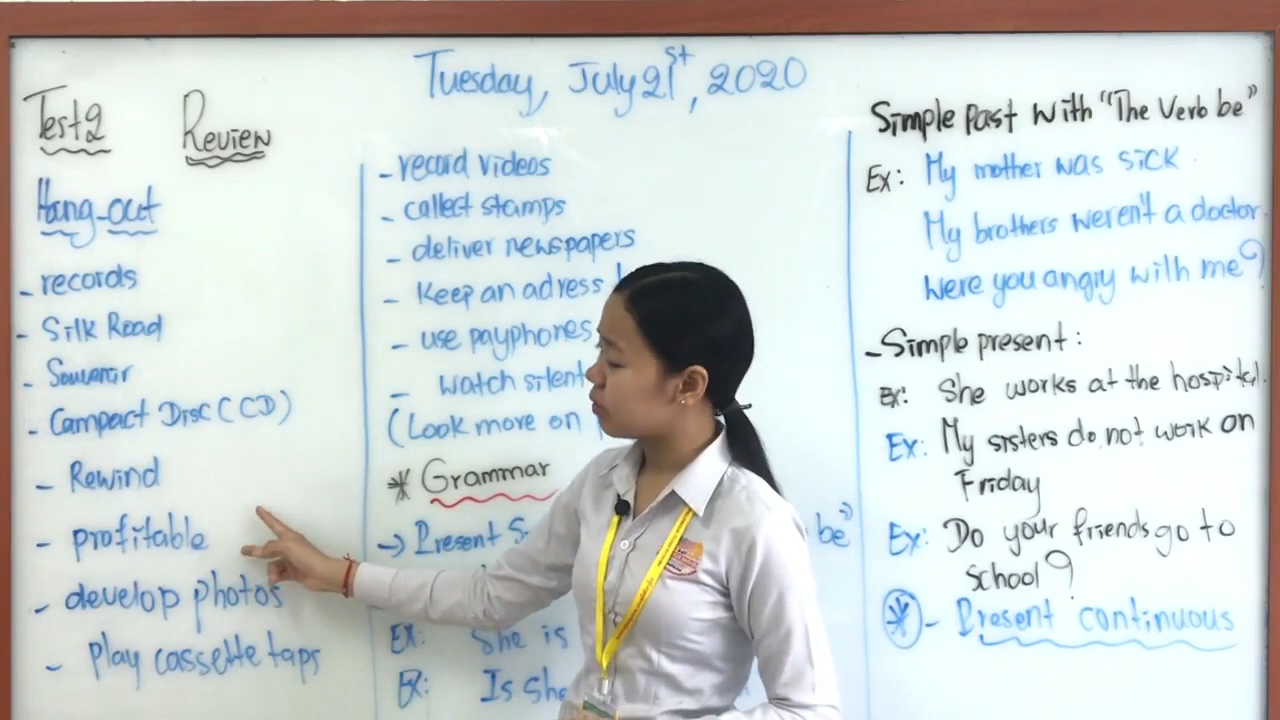 Tuesday, July 21st, 2020
Test2 Review
Hang-out
- records
- Silk Road
- Souvenir
- Compact Disc (CD)
- Rewind
- profitable
- develop photos
- Play cassette taps
- record videos
- collect stamps
- deliver newspapers
- Keep an adress
- use payphones
- watch silent
(Look more on
* Grammar
→ Present be"
Ex: She is
Ex: Is she
Simple Past with "The Verb be"
Ex: My mother was sick.
My brothers weren't a doctor.
Were you angry with me?
- Simple present:
Ex: She works at the hospital.
Ex: My sisters do not work on
Friday
Ex: Do your friends go to
school?
* - Present continuous